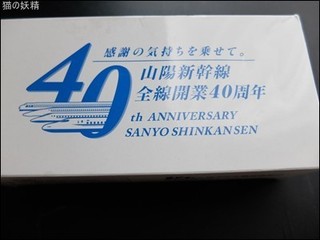 猫の妖精
感謝の気持ちを乗せて。
40
山陽新幹線
全線開業40周年
th ANNIVERSARY
SANYO SHINKANSEN